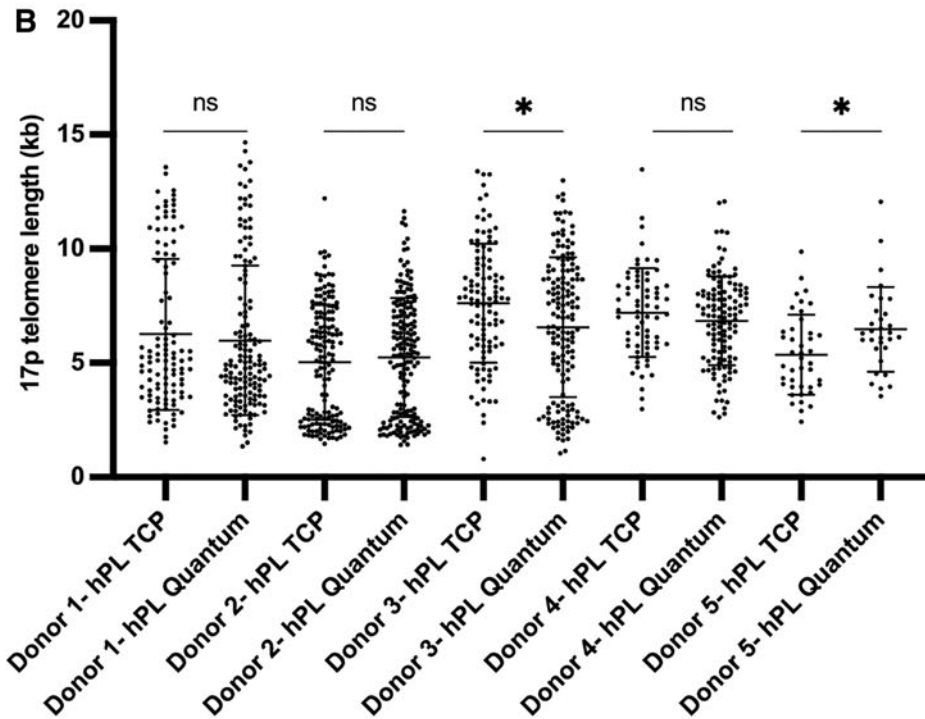 B
20
15
10
5
0
17p telomere length (kb)
ns
ns
*
ns
*
Donor 1- hPL TCP
Donor 1- hPL Quantum
Donor 2- hPL TCP
Donor 2- hPL Quantum
Donor 3- hPL TCP
Donor 3- hPL Quantum
Donor 4- hPL TCP
Donor 4- hPL Quantum
Donor 5- hPL TCP
Donor 5- hPL Quantum